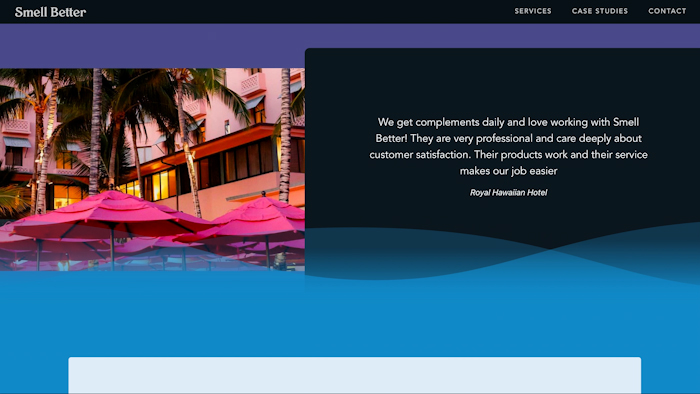 Smell Better
SERVICES CASE STUDIES CONTACT
We get complements daily and love working with Smell
Better! They are very professional and care deeply about
customer satisfaction. Their products work and their service
makes our job easier
Royal Hawaiian Hotel